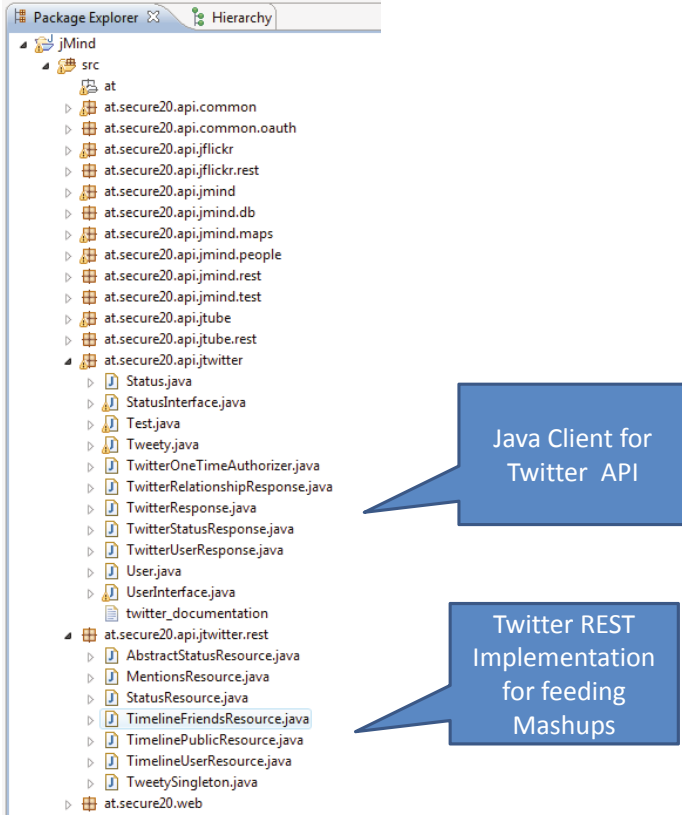 Package Explorer Hierarchy
jMind
src
at
at.secure20.api.common
at.secure20.api.common.oauth
at.secure20.api.jflickr
at.secure20.api.jflickr.rest
at.secure20.api.jmind
at.secure20.api.jmind.db
at.secure20.api.jmind.maps
at.secure20.api.jmind.people
at.secure20.api.jmind.rest
at.secure20.api.jmind.test
at.secure20.api.jtube
at.secure20.api.jtube.rest
at.secure20.api.jtwitter
Status.java
StatusInterface.java
Test.java
Tweety.java
TwitterOneTimeAuthorizer.java
TwitterRelationshipResponse.java
TwitterResponse.java
TwitterStatusResponse.java
TwitterUserResponse.java
User.java
UserInterface.java
twitter_documentation
at.secure20.api.jtwitter.rest
AbstractStatusResource.java
MentionsResource.java
StatusResource.java
TimelineFriendsResource.java
TimelinePublicResource.java
TimelineUserResource.java
TweetySingleton.java
at.secure20.web
Java Client for
Twitter API
Twitter REST
Implementation
for feeding
Mashups